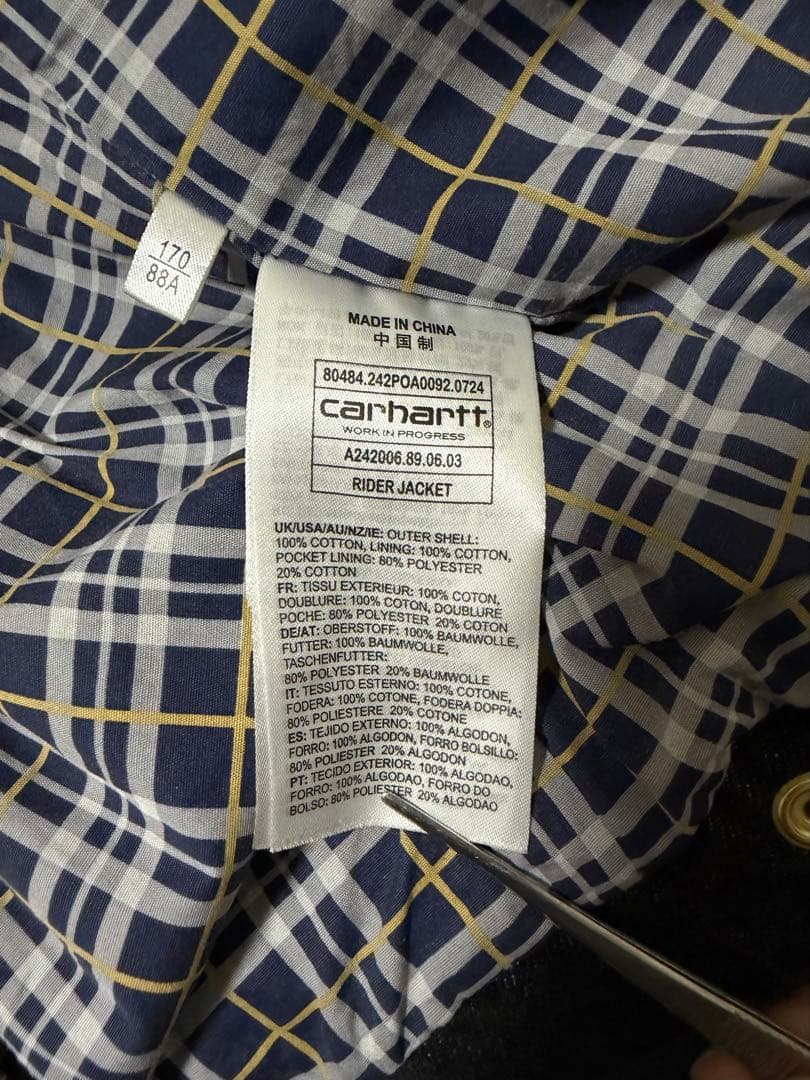 170
88A
MADE IN CHINA
中国制
80484.242POA0092.0724
carhartt®
WORK IN PROGRESS
A242006.89.06.03
RIDER JACKET
UK/USA/AU/NZ/IE: OUTER SHELL:
100% COTTON, LINING: 100% COTTON,
POCKET LINING: 80% POLYESTER
20% COTTON
FR: TISSU EXTERIEUR: 100% COTON,
DOUBLURE: 100% COTON, DOUBLURE
POCHE: 80% POLYESTER 20% COTON
DE/AT: OBERSTOFF: 100% BAUMWOLLE,
FUTTER: 100% BAUMWOLLE,
TASCHENFUTTER:
80% POLYESTER 20% BAUMWOLLE
IT: TESSUTO ESTERNO: 100% COTONE,
FODERA: 100% COTONE, FODERA DOPPIA:
80% POLIESTERE 20% COTONE
ES: TEJIDO EXTERNO: 100% ALGODON,
FORRO: 100% ALGODON, FORRO BOLSILLO:
80% POLIESTER 20% ALGODON
PT: TECIDO EXTERIOR: 100% ALGODAO,
FORRO: 100% ALGODAO, FORRO DO
BOLSO: 80% POLIESTER 20% ALGODAO